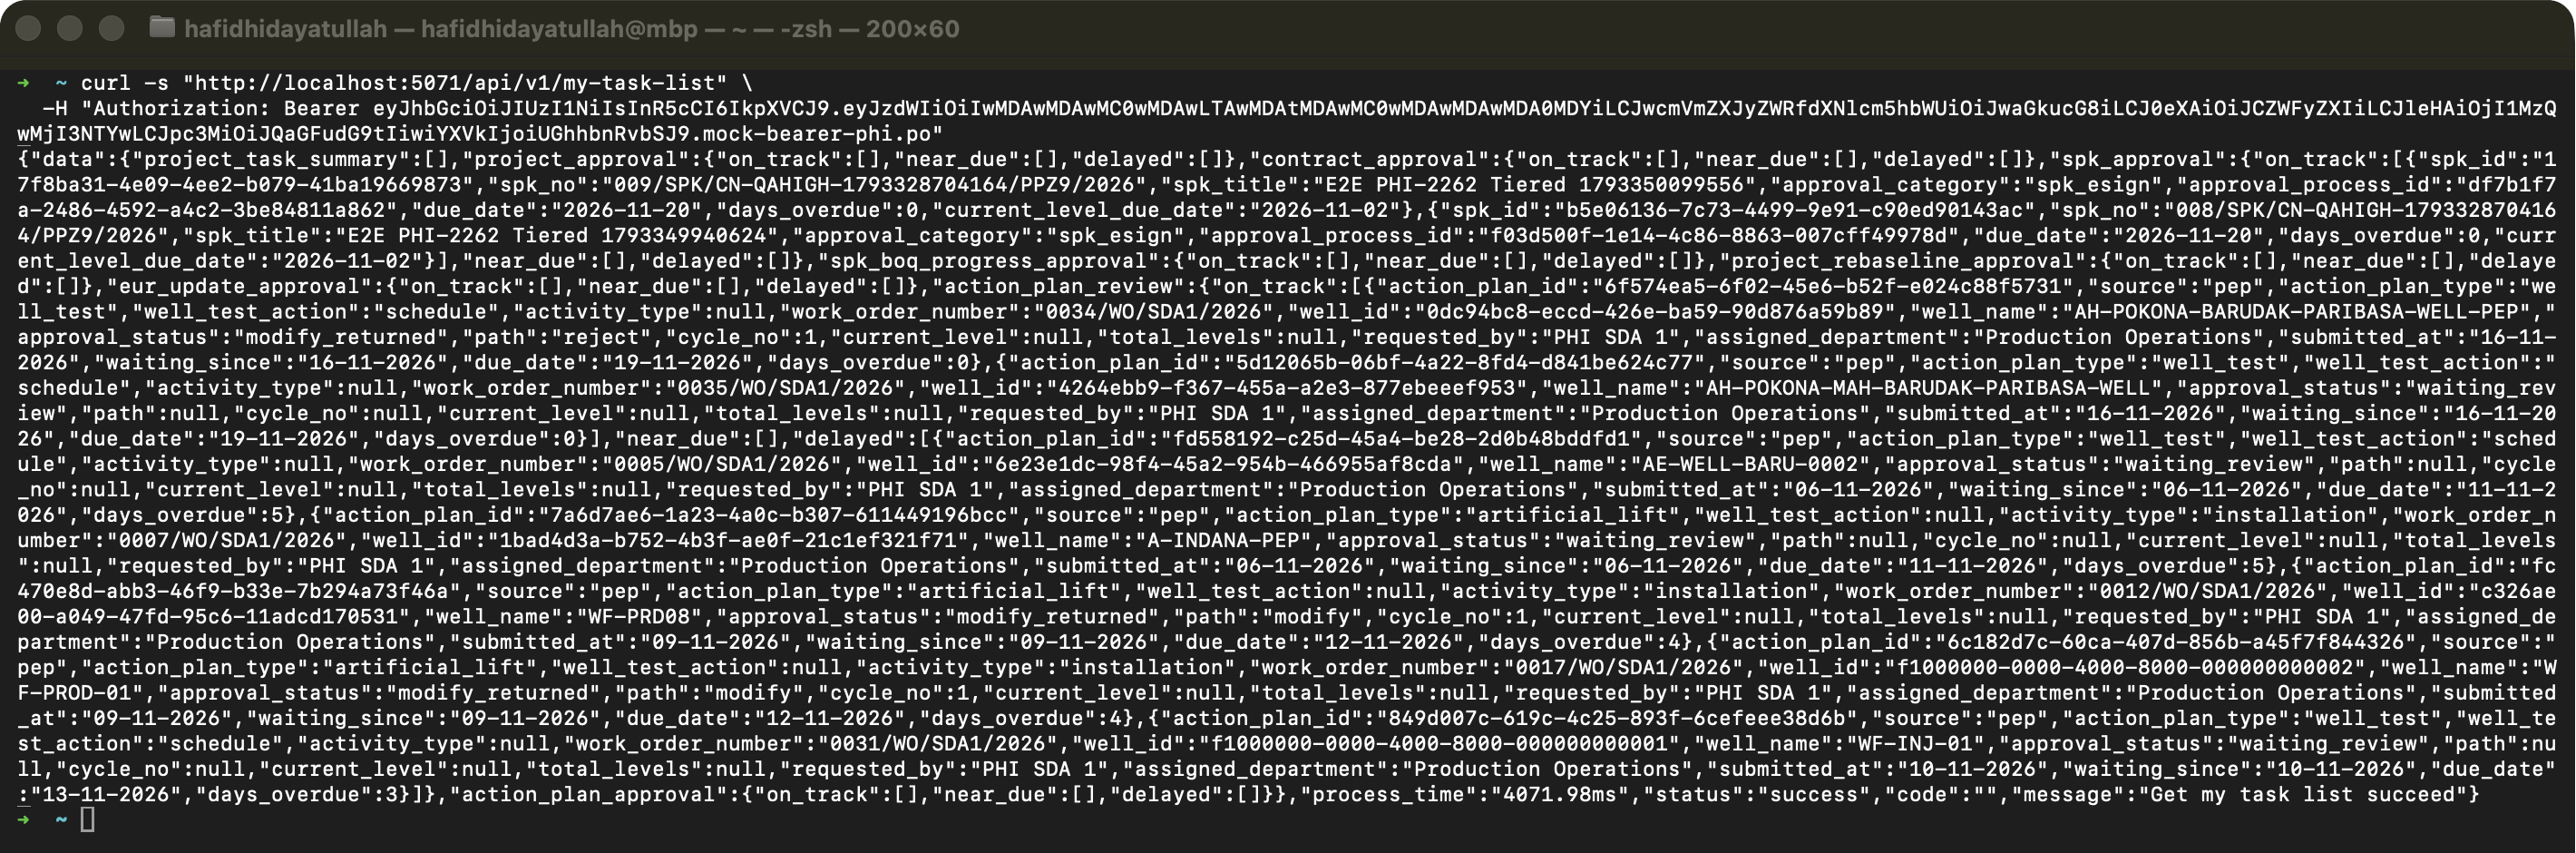 hafidhidayatullah — hafidhidayatullah@mbp — ~ — -zsh — 200×60
➜  ~ curl -s "http://localhost:5071/api/v1/my-task-list" \
  -H "Authorization: Bearer eyJhbGciOiJIUzI1NiIsInR5cCI6IkpXVCJ9.eyJzdWIiOiIwMDAwMDAwMC0wMDAwLTAwMDAtMDAwMC0wMDAwMDAwMDA0MDYiLCJwcmVmZXJyZWRfdXNlcm5hbWUiOiJwaGkucG8iLCJ0eXAiOiJCZWFyZXIiLCJleHAiOjI1MzQ
wMjI3NTYwLCJpc3MiOiJQaGFudG9tIiwiYXVkIjoiUGhhbnRvbSJ9.mock-bearer-phi.po"
{"data":{"project_task_summary":[],"project_approval":{"on_track":[],"near_due":[],"delayed":[]},"contract_approval":{"on_track":[],"near_due":[],"delayed":[]},"spk_approval":{"on_track":[{"spk_id":"1
7f8ba31-4e09-4ee2-b079-41ba19669873","spk_no":"009/SPK/CN-QAHIGH-1793328704164/PPZ9/2026","spk_title":"E2E PHI-2262 Tiered 1793350099556","approval_category":"spk_esign","approval_process_id":"df7b1f7
a-2486-4592-a4c2-3be84811a862","due_date":"2026-11-20","days_overdue":0,"current_level_due_date":"2026-11-02"},{"spk_id":"b5e06136-7c73-4499-9e91-c90ed90143ac","spk_no":"008/SPK/CN-QAHIGH-179332870416
4/PPZ9/2026","spk_title":"E2E PHI-2262 Tiered 1793349940624","approval_category":"spk_esign","approval_process_id":"f03d500f-1e14-4c86-8863-007cff49978d","due_date":"2026-11-20","days_overdue":0,"curr
ent_level_due_date":"2026-11-02"}],"near_due":[],"delayed":[]},"spk_boq_progress_approval":{"on_track":[],"near_due":[],"delayed":[]},"project_rebaseline_approval":{"on_track":[],"near_due":[],"delaye
d":[]},"eur_update_approval":{"on_track":[],"near_due":[],"delayed":[]},"action_plan_review":{"on_track":[{"action_plan_id":"6f574ea5-6f02-45e6-b52f-e024c88f5731","source":"pep","action_plan_type":"we
ll_test","well_test_action":"schedule","activity_type":null,"work_order_number":"0034/WO/SDA1/2026","well_id":"0dc94bc8-eccd-426e-ba59-90d876a59b89","well_name":"AH-POKONA-BARUDAK-PARIBASA-WELL-PEP","
approval_status":"modify_returned","path":"reject","cycle_no":1,"current_level":null,"total_levels":null,"requested_by":"PHI SDA 1","assigned_department":"Production Operations","submitted_at":"16-11-
2026","waiting_since":"16-11-2026","due_date":"19-11-2026","days_overdue":0},{"action_plan_id":"5d12065b-06bf-4a22-8fd4-d841be624c77","source":"pep","action_plan_type":"well_test","well_test_action":"
schedule","activity_type":null,"work_order_number":"0035/WO/SDA1/2026","well_id":"4264ebb9-f367-455a-a2e3-877ebeeef953","well_name":"AH-POKONA-MAH-BARUDAK-PARIBASA-WELL","approval_status":"waiting_rev
iew","path":null,"cycle_no":null,"current_level":null,"total_levels":null,"requested_by":"PHI SDA 1","assigned_department":"Production Operations","submitted_at":"16-11-2026","waiting_since":"16-11-20
26","due_date":"19-11-2026","days_overdue":0}],"near_due":[],"delayed":[{"action_plan_id":"fd558192-c25d-45a4-be28-2d0b48bddfd1","source":"pep","action_plan_type":"well_test","well_test_action":"sched
ule","activity_type":null,"work_order_number":"0005/WO/SDA1/2026","well_id":"6e23e1dc-98f4-45a2-954b-466955af8cda","well_name":"AE-WELL-BARU-0002","approval_status":"waiting_review","path":null,"cycle
_no":null,"current_level":null,"total_levels":null,"requested_by":"PHI SDA 1","assigned_department":"Production Operations","submitted_at":"06-11-2026","waiting_since":"06-11-2026","due_date":"11-11-2
026","days_overdue":5},{"action_plan_id":"7a6d7ae6-1a23-4a0c-b307-611449196bcc","source":"pep","action_plan_type":"artificial_lift","well_test_action":null,"activity_type":"installation","work_order_n
umber":"0007/WO/SDA1/2026","well_id":"1bad4d3a-b752-4b3f-ae0f-21c1ef321f71","well_name":"A-INDANA-PEP","approval_status":"waiting_review","path":null,"cycle_no":null,"current_level":null,"total_levels
":null,"requested_by":"PHI SDA 1","assigned_department":"Production Operations","submitted_at":"06-11-2026","waiting_since":"06-11-2026","due_date":"11-11-2026","days_overdue":5},{"action_plan_id":"fc
470e8d-abb3-46f9-b33e-7b294a73f46a","source":"pep","action_plan_type":"artificial_lift","well_test_action":null,"activity_type":"installation","work_order_number":"0012/WO/SDA1/2026","well_id":"c326ae
00-a049-47fd-95c6-11adcd170531","well_name":"WF-PRD08","approval_status":"modify_returned","path":"modify","cycle_no":1,"current_level":null,"total_levels":null,"requested_by":"PHI SDA 1","assigned_de
partment":"Production Operations","submitted_at":"09-11-2026","waiting_since":"09-11-2026","due_date":"12-11-2026","days_overdue":4},{"action_plan_id":"6c182d7c-60ca-407d-856b-a45f7f844326","source":"
pep","action_plan_type":"artificial_lift","well_test_action":null,"activity_type":"installation","work_order_number":"0017/WO/SDA1/2026","well_id":"f1000000-0000-4000-8000-000000000002","well_name":"W
F-PROD-01","approval_status":"modify_returned","path":"modify","cycle_no":1,"current_level":null,"total_levels":null,"requested_by":"PHI SDA 1","assigned_department":"Production Operations","submitted
_at":"09-11-2026","waiting_since":"09-11-2026","due_date":"12-11-2026","days_overdue":4},{"action_plan_id":"849d007c-619c-4c25-893f-6cefeee38d6b","source":"pep","action_plan_type":"well_test","well_te
st_action":"schedule","activity_type":null,"work_order_number":"0031/WO/SDA1/2026","well_id":"f1000000-0000-4000-8000-000000000001","well_name":"WF-INJ-01","approval_status":"waiting_review","path":nu
ll,"cycle_no":null,"current_level":null,"total_levels":null,"requested_by":"PHI SDA 1","assigned_department":"Production Operations","submitted_at":"10-11-2026","waiting_since":"10-11-2026","due_date"
:"13-11-2026","days_overdue":3}]},"action_plan_approval":{"on_track":[],"near_due":[],"delayed":[]}},"process_time":"4071.98ms","status":"success","code":"","message":"Get my task list succeed"}
➜  ~